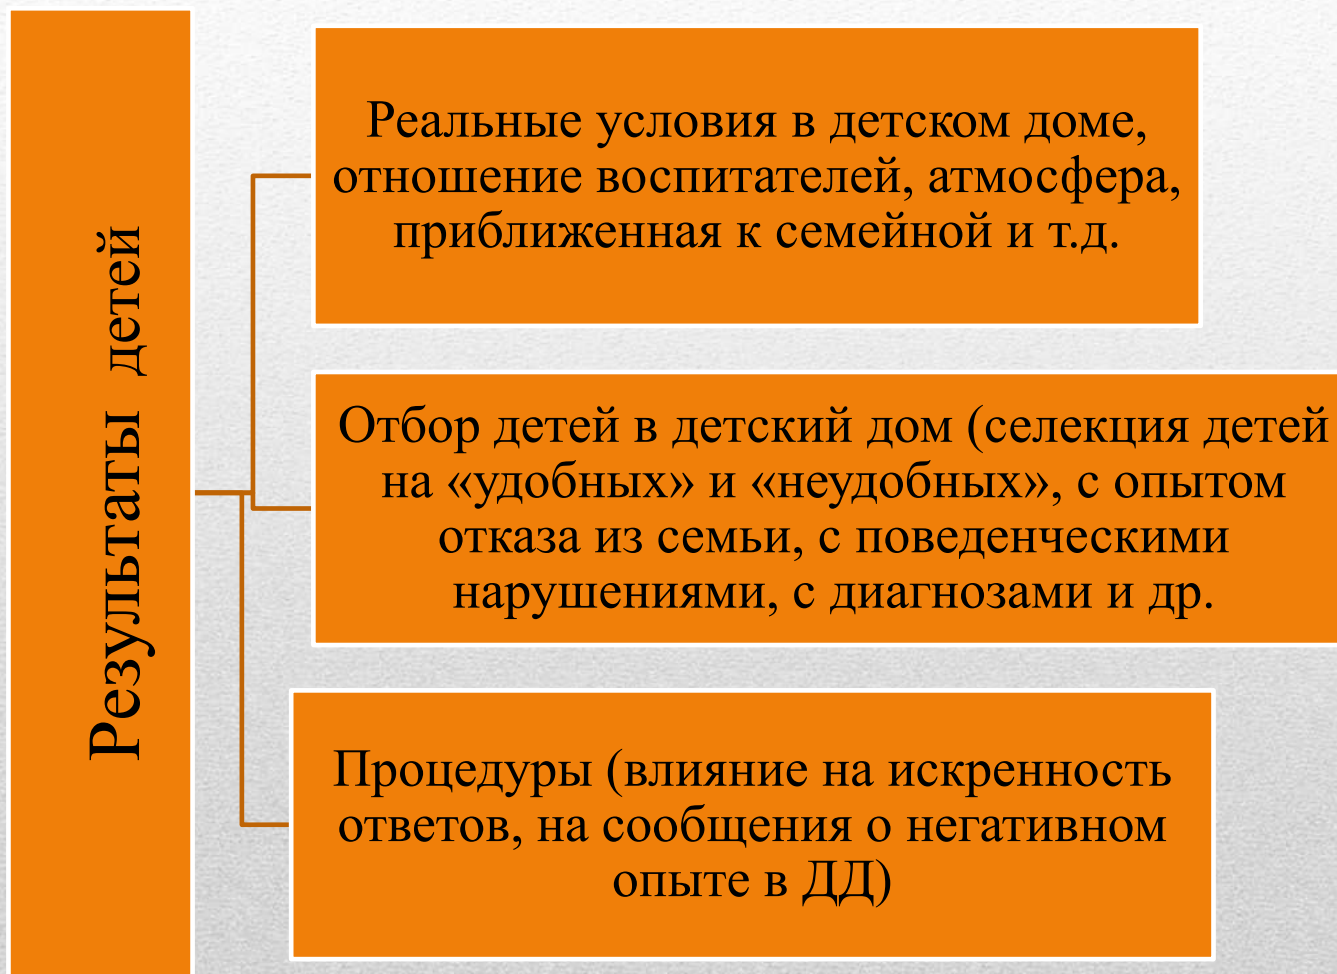 Результаты детей
Реальные условия в детском доме,
отношение воспитателей, атмосфера,
приближенная к семейной и т.д.
Отбор детей в детский дом (селекция детей
на «удобных» и «неудобных», с опытом
отказа из семьи, с поведенческими
нарушениями, с диагнозами и др.
Процедуры (влияние на искренность
ответов, на сообщения о негативном
опыте в ДД)